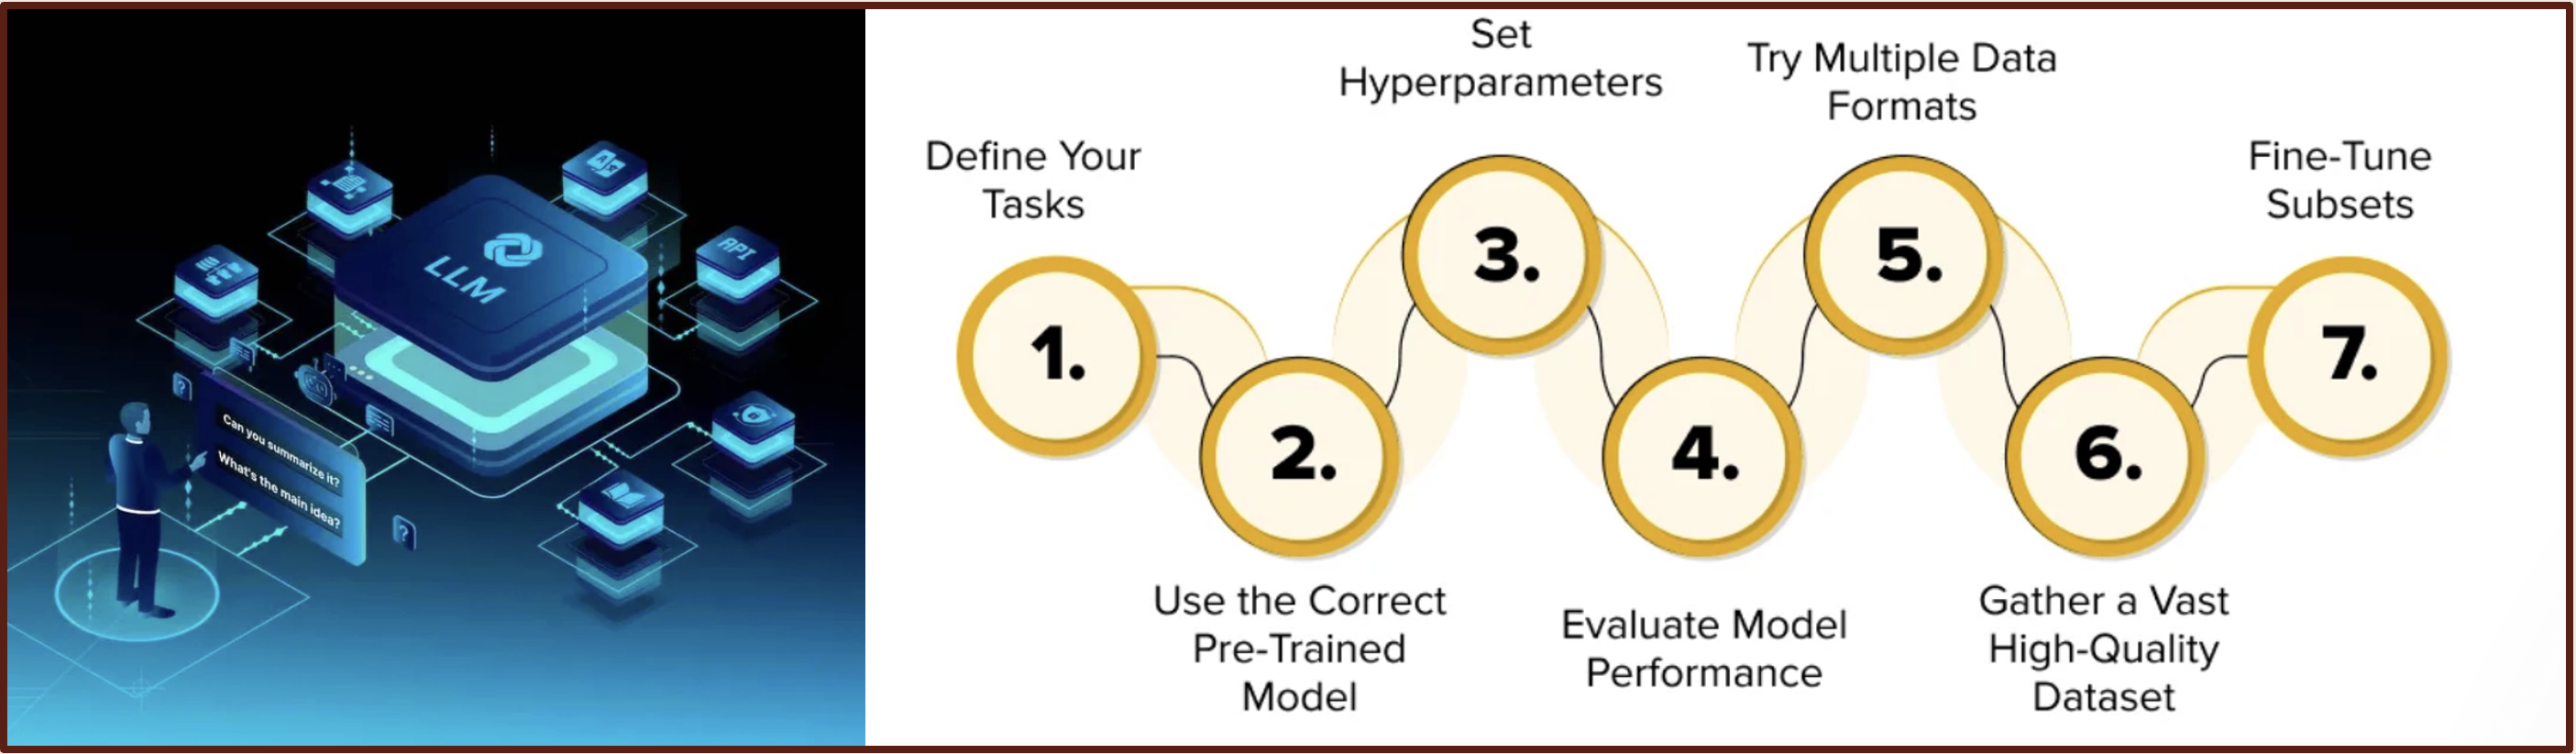 LLM
API
Can you summarize it?
What's the main idea?
Define Your
Tasks
1.
Use the Correct
Pre-Trained
Model
2.
Set
Hyperparameters
3.
Evaluate Model
Performance
4.
Try Multiple Data
Formats
5.
Gather a Vast
High-Quality
Dataset
6.
Fine-Tune
Subsets
7.
?
?